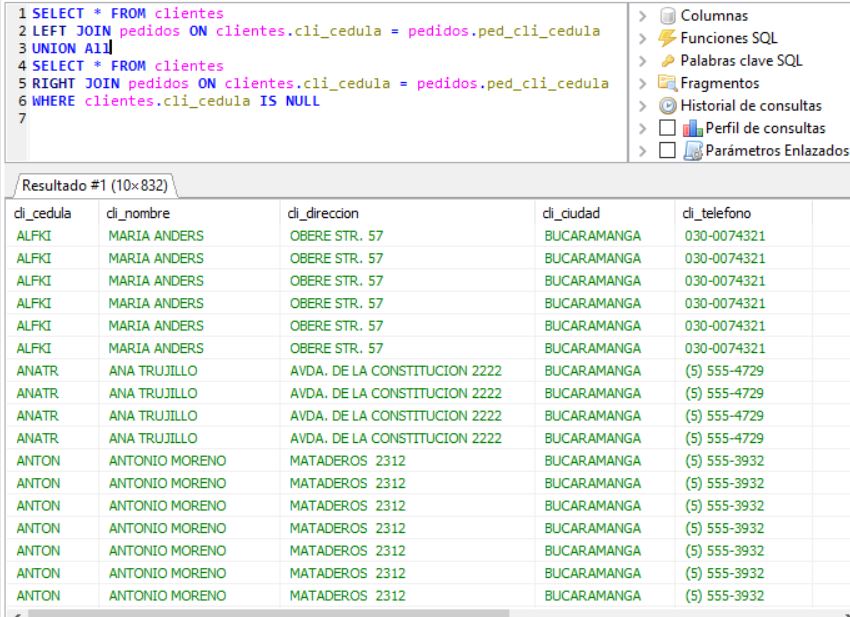 1 SELECT * FROM clientes
2 LEFT JOIN pedidos ON clientes.cli_cedula = pedidos.ped_cli_cedula
3 UNION All
4 SELECT * FROM clientes
5 RIGHT JOIN pedidos ON clientes.cli_cedula = pedidos.ped_cli_cedula
6 WHERE clientes.cli_cedula IS NULL
7
Columnas
Funciones SQL
Palabras clave SQL
Fragmentos
Historial de consultas
Perfil de consultas
Parámetros Enlazados
Resultado #1 (10×832)
cli_cedula cli_nombre cli_direccion cli_ciudad cli_telefono
ALFKI MARIA ANDERS OBERE STR. 57 BUCARAMANGA 030-0074321
ALFKI MARIA ANDERS OBERE STR. 57 BUCARAMANGA 030-0074321
ALFKI MARIA ANDERS OBERE STR. 57 BUCARAMANGA 030-0074321
ALFKI MARIA ANDERS OBERE STR. 57 BUCARAMANGA 030-0074321
ALFKI MARIA ANDERS OBERE STR. 57 BUCARAMANGA 030-0074321
ALFKI MARIA ANDERS OBERE STR. 57 BUCARAMANGA 030-0074321
ANATR ANA TRUJILLO AVDA. DE LA CONSTITUCION 2222 BUCARAMANGA (5) 555-4729
ANATR ANA TRUJILLO AVDA. DE LA CONSTITUCION 2222 BUCARAMANGA (5) 555-4729
ANATR ANA TRUJILLO AVDA. DE LA CONSTITUCION 2222 BUCARAMANGA (5) 555-4729
ANATR ANA TRUJILLO AVDA. DE LA CONSTITUCION 2222 BUCARAMANGA (5) 555-4729
ANTON ANTONIO MORENO MATADEROS 2312 BUCARAMANGA (5) 555-3932
ANTON ANTONIO MORENO MATADEROS 2312 BUCARAMANGA (5) 555-3932
ANTON ANTONIO MORENO MATADEROS 2312 BUCARAMANGA (5) 555-3932
ANTON ANTONIO MORENO MATADEROS 2312 BUCARAMANGA (5) 555-3932
ANTON ANTONIO MORENO MATADEROS 2312 BUCARAMANGA (5) 555-3932
ANTON ANTONIO MORENO MATADEROS 2312 BUCARAMANGA (5) 555-3932
ANTON ANTONIO MORENO MATADEROS 2312 BUCARAMANGA (5) 555-3932